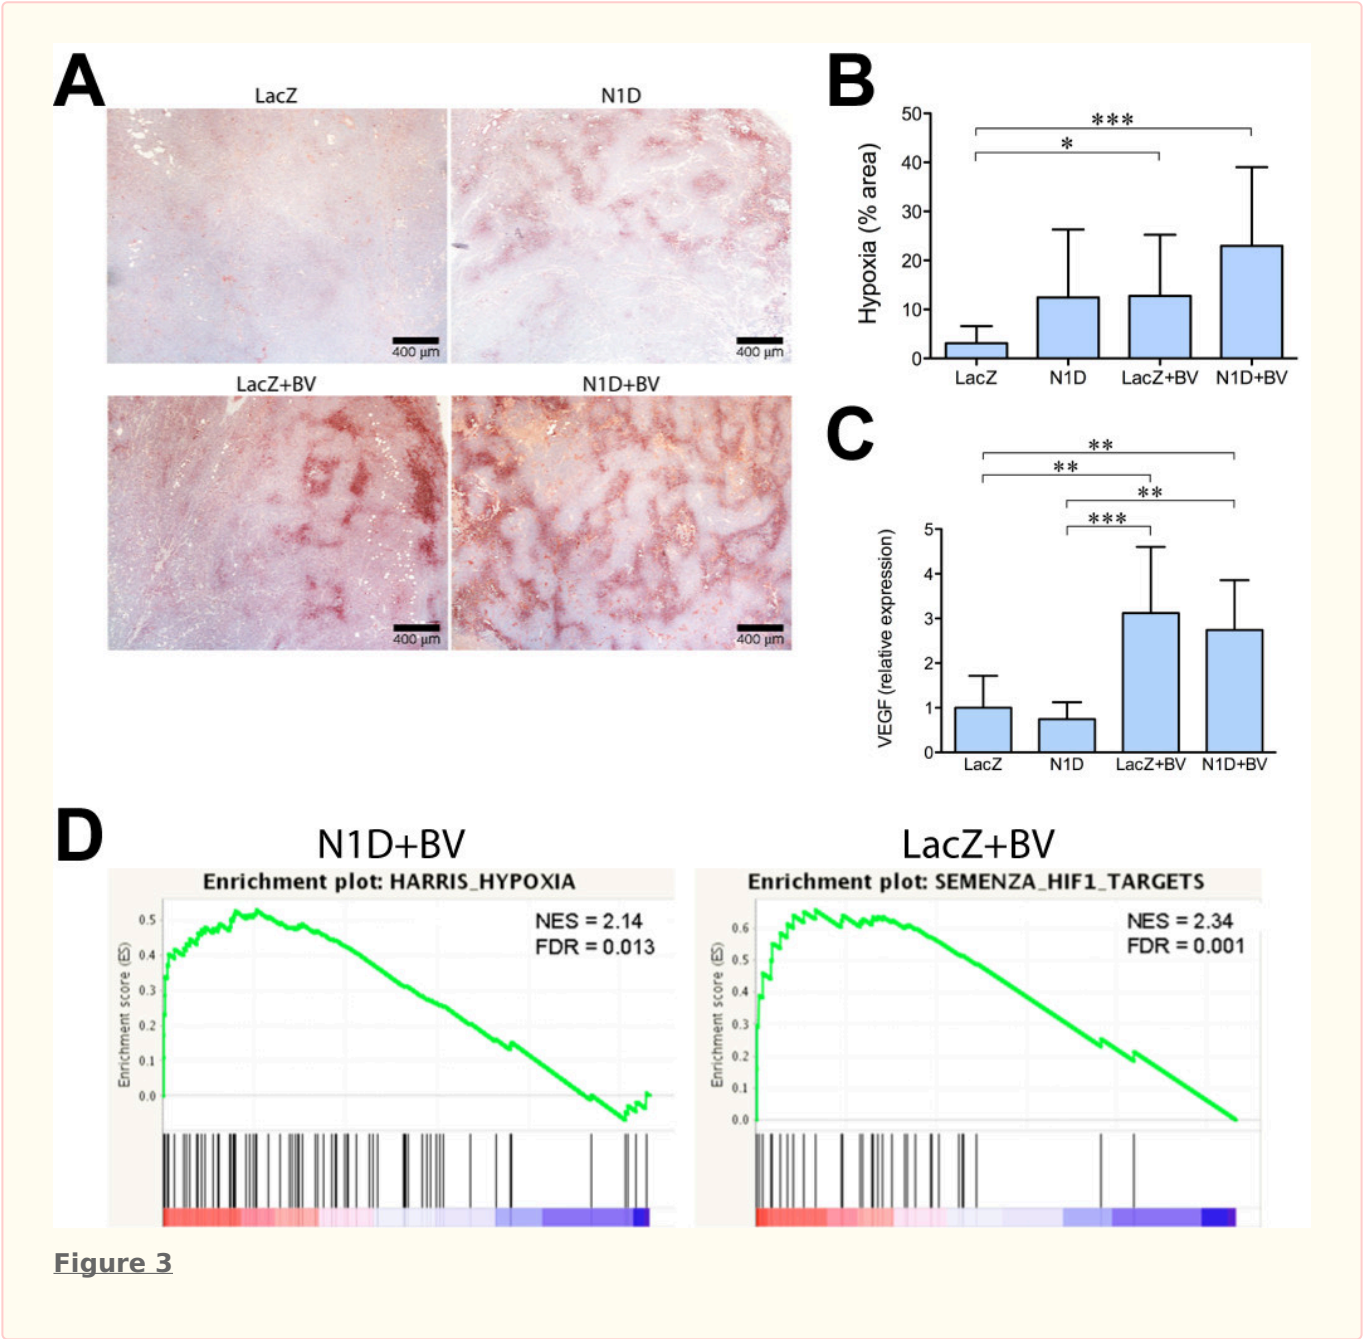 A
LacZ
N1D
400 µm
400 µm
LacZ+BV
N1D+BV
400 µm
400 µm
B
Hypoxia (% area)
50
40
30
20
10
0
***
*
LacZ
N1D
LacZ+BV
N1D+BV
C
VEGF (relative expression)
5
4
3
2
1
0
**
**
**
***
LacZ
N1D
LacZ+BV
N1D+BV
D
N1D+BV
Enrichment plot: HARRIS_HYPOXIA
NES = 2.14
FDR = 0.013
Enrichment score (ES)
0.5
0.4
0.3
0.2
0.1
0.0
LacZ+BV
Enrichment plot: SEMENZA_HIF1_TARGETS
NES = 2.34
FDR = 0.001
Enrichment score (ES)
0.6
0.5
0.4
0.3
0.2
0.1
0.0
Figure 3